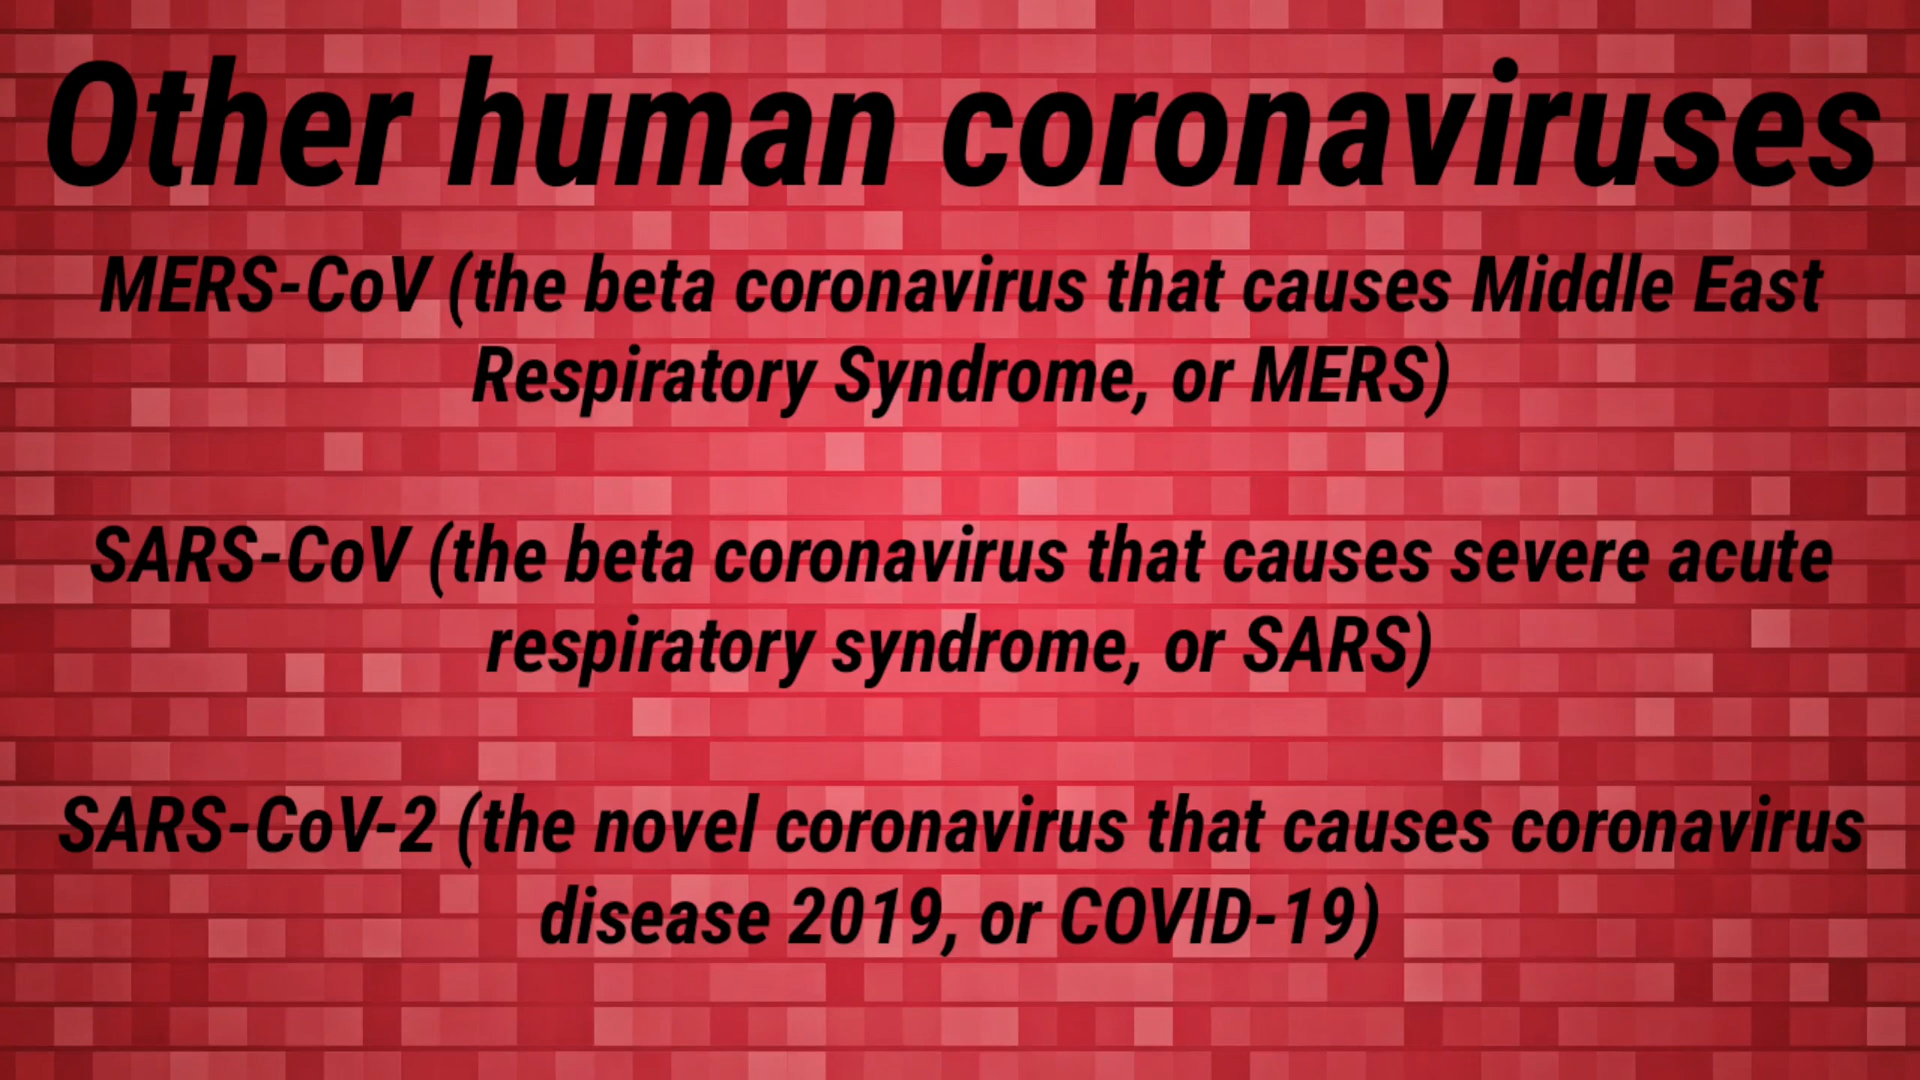 Other human coronaviruses
MERS-CoV (the beta coronavirus that causes Middle East
Respiratory Syndrome, or MERS)
SARS-CoV (the beta coronavirus that causes severe acute
respiratory syndrome, or SARS)
SARS-CoV-2 (the novel coronavirus that causes coronavirus
disease 2019, or COVID-19)